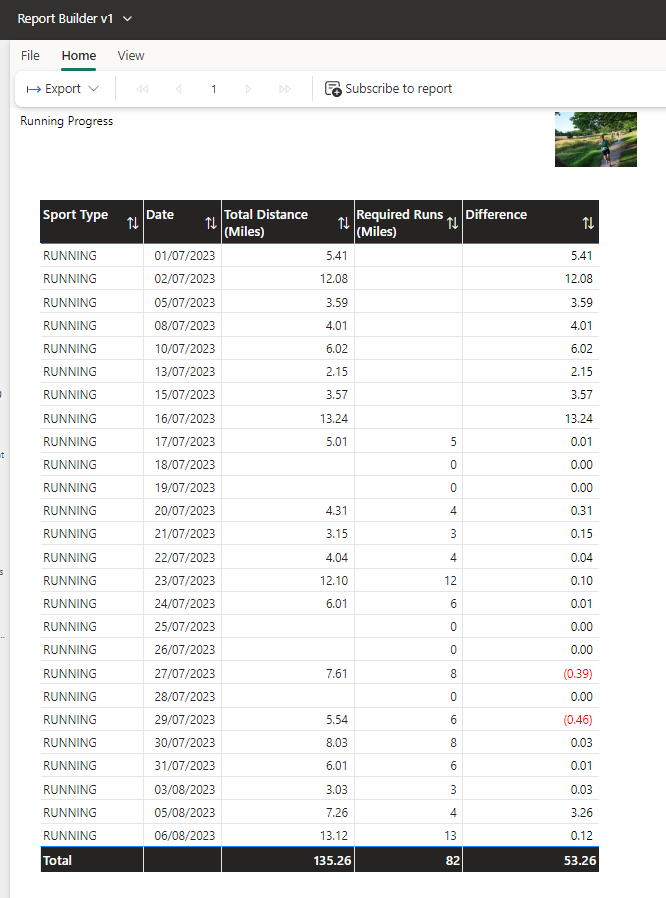 Report Builder v1
File Home View
Export 1 Subscribe to report
Running Progress
Sport Type Date Total Distance (Miles) Required Runs (Miles) Difference
RUNNING 01/07/2023 5.41 5.41
RUNNING 02/07/2023 12.08 12.08
RUNNING 05/07/2023 3.59 3.59
RUNNING 08/07/2023 4.01 4.01
RUNNING 10/07/2023 6.02 6.02
RUNNING 13/07/2023 2.15 2.15
RUNNING 15/07/2023 3.57 3.57
RUNNING 16/07/2023 13.24 13.24
RUNNING 17/07/2023 5.01 5 0.01
RUNNING 18/07/2023 0 0.00
RUNNING 19/07/2023 0 0.00
RUNNING 20/07/2023 4.31 4 0.31
RUNNING 21/07/2023 3.15 3 0.15
RUNNING 22/07/2023 4.04 4 0.04
RUNNING 23/07/2023 12.10 12 0.10
RUNNING 24/07/2023 6.01 6 0.01
RUNNING 25/07/2023 0 0.00
RUNNING 26/07/2023 0 0.00
RUNNING 27/07/2023 7.61 8 (0.39)
RUNNING 28/07/2023 0 0.00
RUNNING 29/07/2023 5.54 6 (0.46)
RUNNING 30/07/2023 8.03 8 0.03
RUNNING 31/07/2023 6.01 6 0.01
RUNNING 03/08/2023 3.03 3 0.03
RUNNING 05/08/2023 7.26 4 3.26
RUNNING 06/08/2023 13.12 13 0.12
Total 135.26 82 53.26